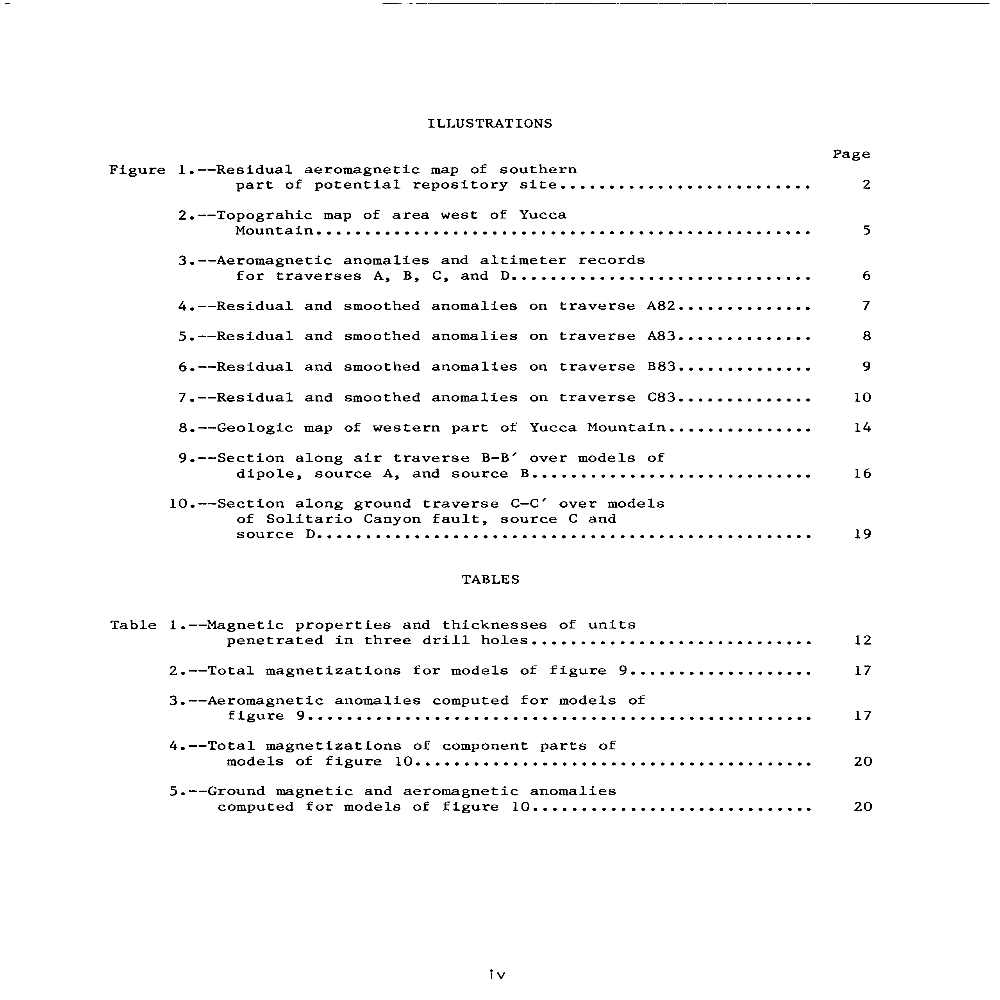 ILLUSTRATIONS
Page
Figure 1.--Residual aeromagnetic map of southern
part of potential repository site.......................... 2
2.--Topograhic map of area west of Yucca
Mountain................................................... 5
3.--Aeromagnetic anomalies and altimeter records
for traverses A, B, C, and D............................... 6
4.--Residual and smoothed anomalies on traverse A82.............. 7
5.--Residual and smoothed anomalies on traverse A83.............. 8
6.--Residual and smoothed anomalies on traverse B83.............. 9
7.--Residual and smoothed anomalies on traverse C83.............. 10
8.--Geologic map of western part of Yucca Mountain............... 14
9.--Section along air traverse B-B′ over models of
dipole, source A, and source B............................. 16
10.--Section along ground traverse C-C′ over models
of Solitario Canyon fault, source C and
source D................................................... 19
TABLES
Table 1.--Magnetic properties and thicknesses of units
penetrated in three drill holes............................. 12
2.--Total magnetizations for models of figure 9................... 17
3.--Aeromagnetic anomalies computed for models of
figure 9.................................................... 17
4.--Total magnetizations of component parts of
models of figure 10......................................... 20
5.--Ground magnetic and aeromagnetic anomalies
computed for models of figure 10............................. 20
iv